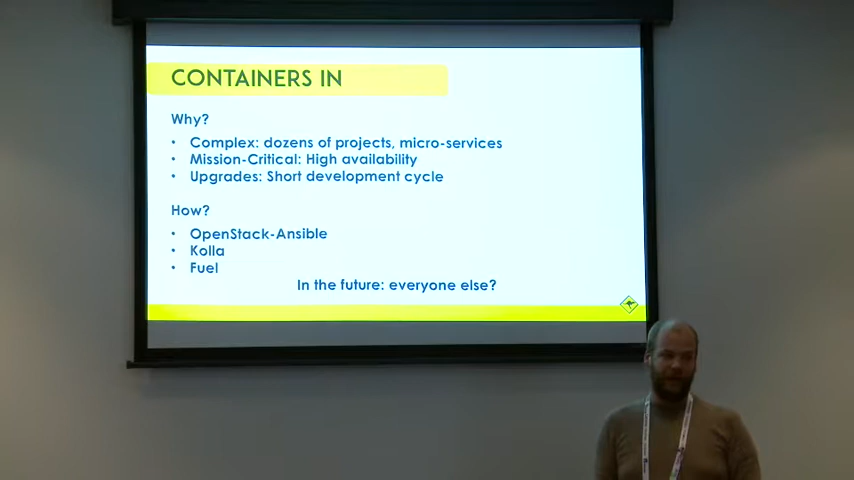 CONTAINERS IN
Why?
• Complex: dozens of projects, micro-services
• Mission-Critical: High availability
• Upgrades: Short development cycle
How?
• OpenStack-Ansible
• Kolla
• Fuel
In the future: everyone else?